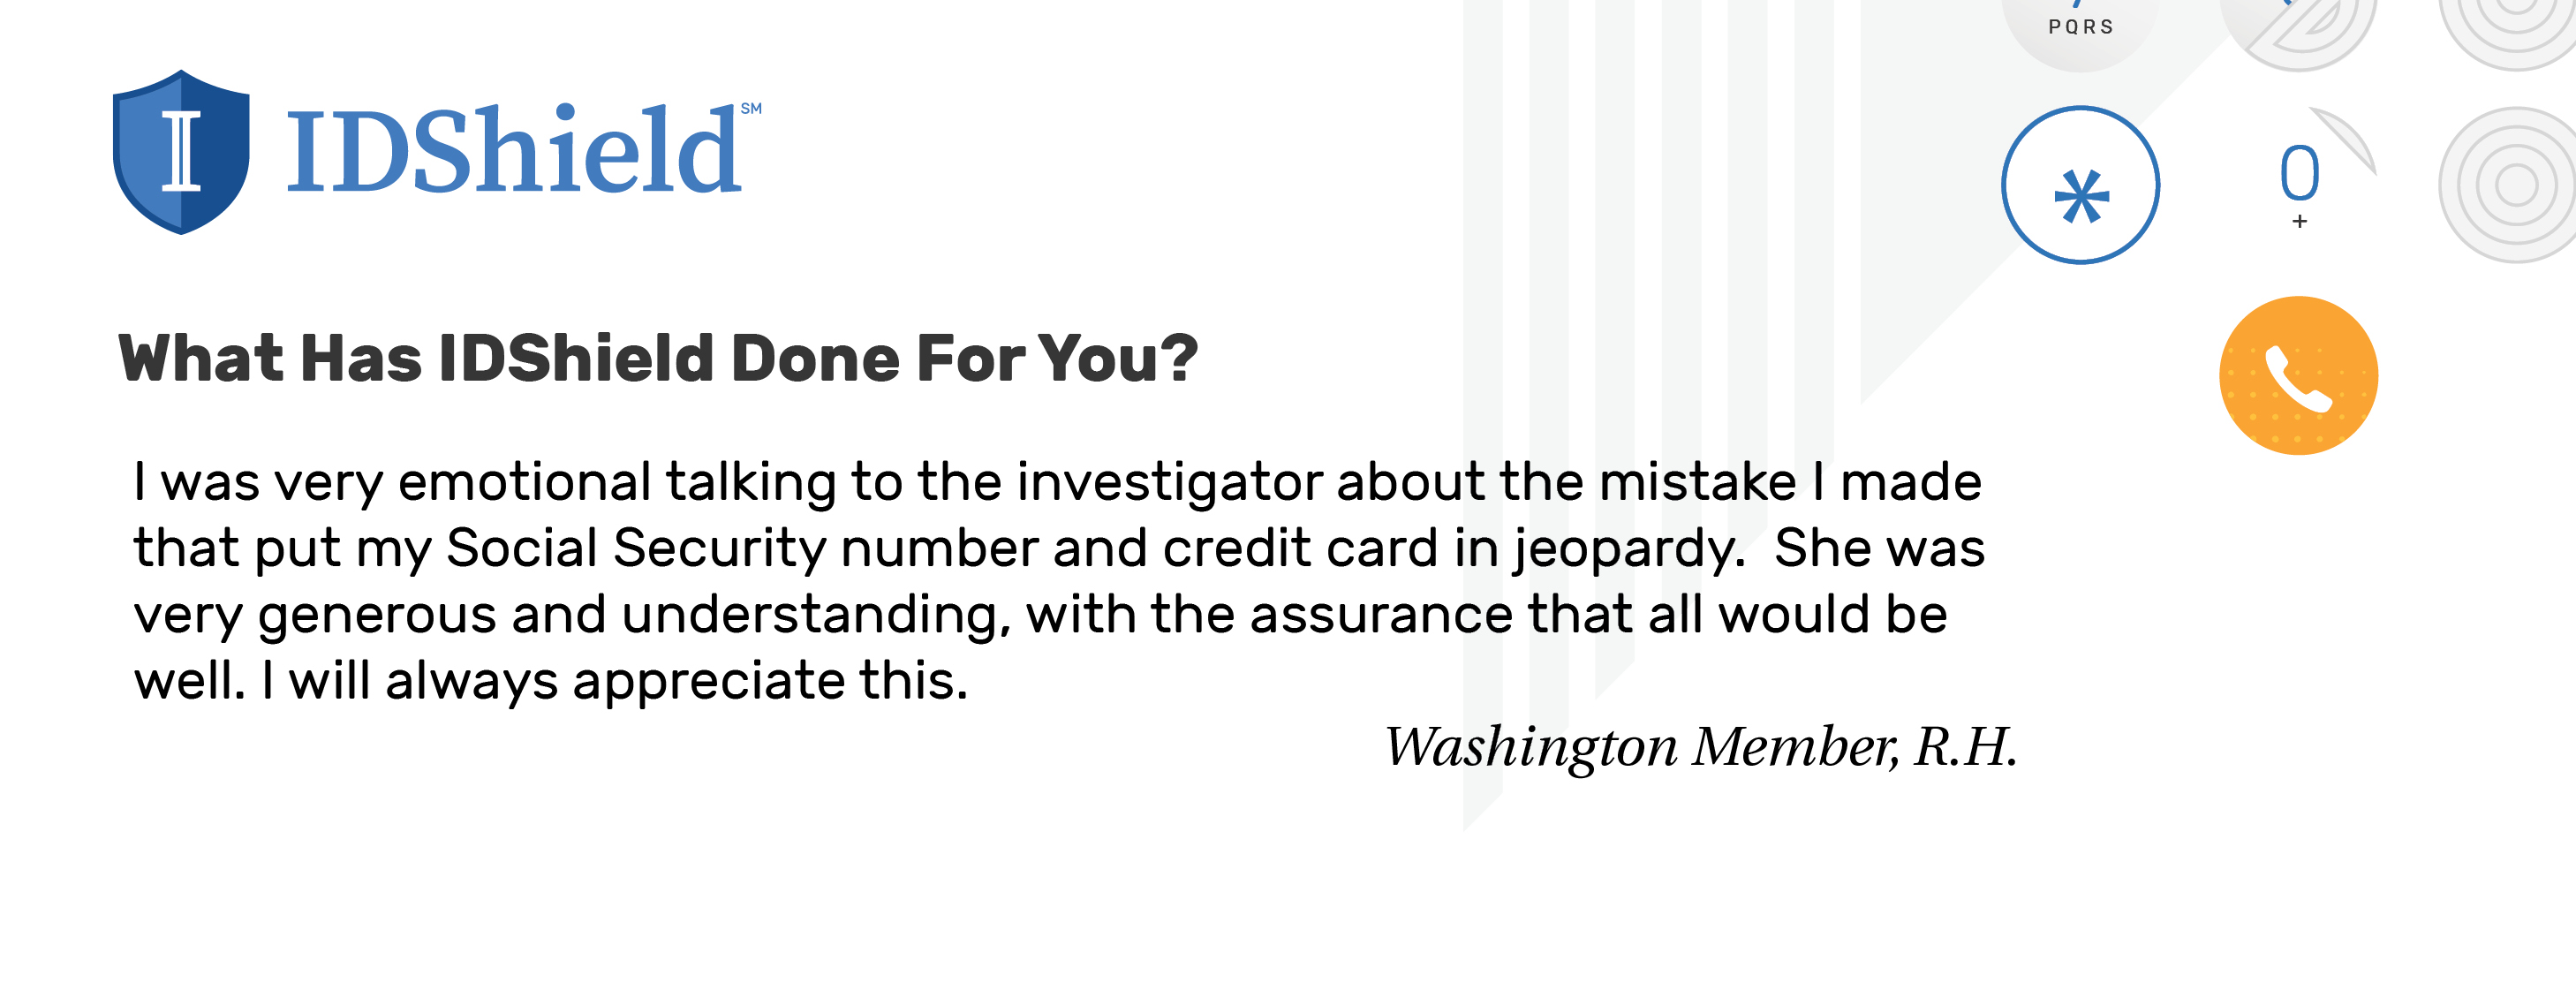 PQRS
I IDShield℠
*
0
+
What Has IDShield Done For You?
I was very emotional talking to the investigator about the mistake I made
that put my Social Security number and credit card in jeopardy.  She was
very generous and understanding, with the assurance that all would be
well. I will always appreciate this.
Washington Member, R.H.